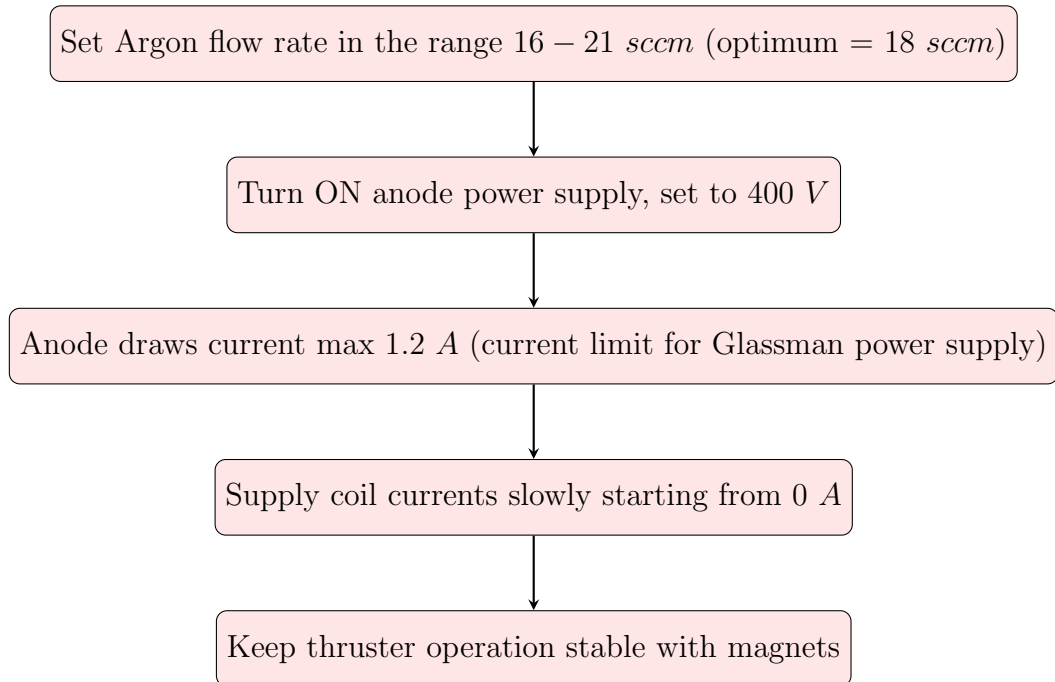 Set Argon flow rate in the range 16 − 21 sccm (optimum = 18 sccm)
Turn ON anode power supply, set to 400 V
Anode draws current max 1.2 A (current limit for Glassman power supply)
Supply coil currents slowly starting from 0 A
Keep thruster operation stable with magnets